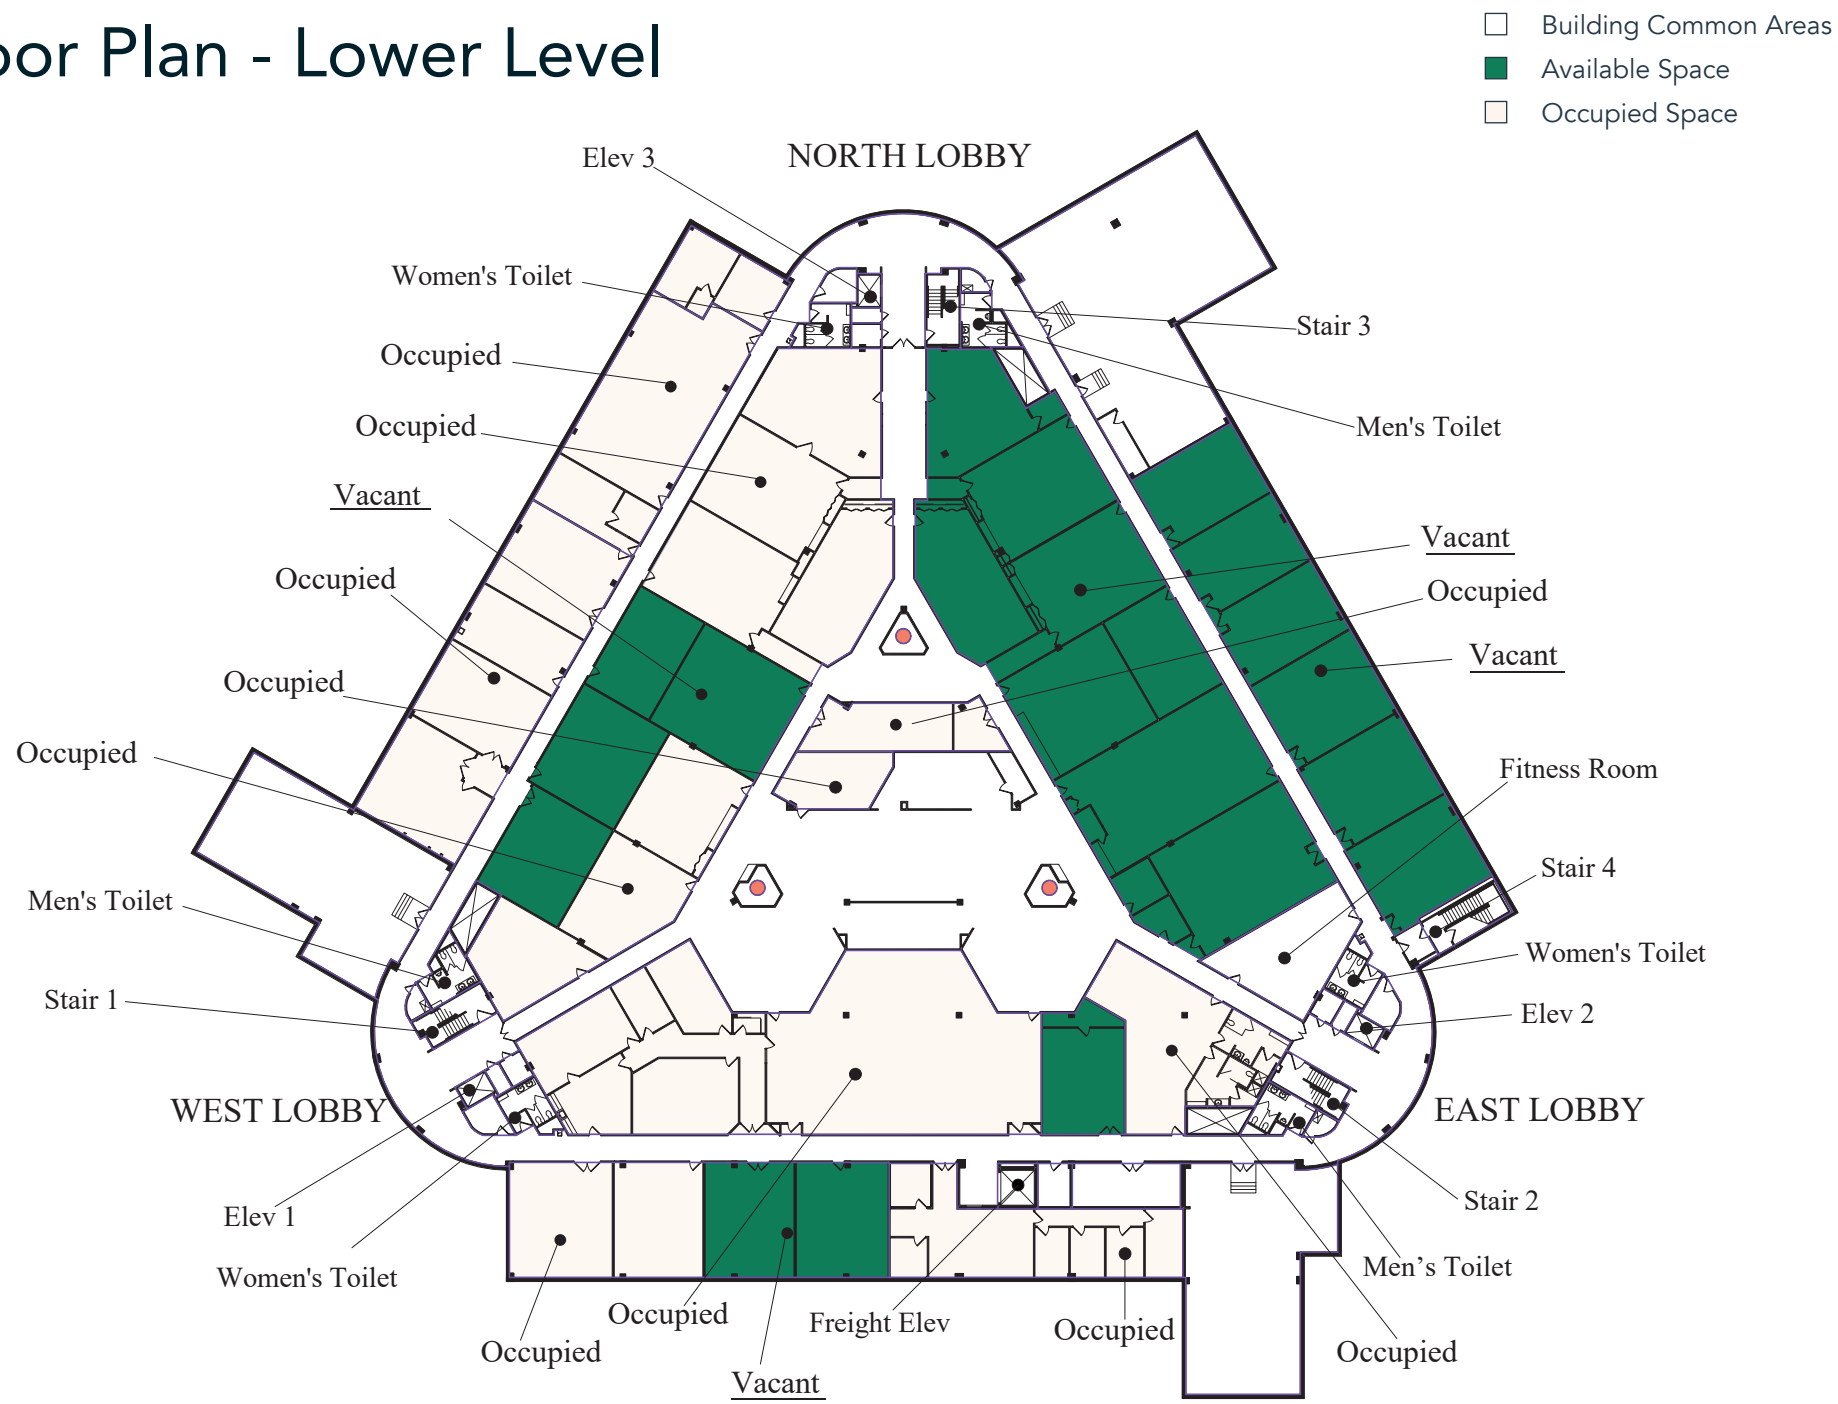 oor Plan - Lower Level
Building Common Areas
Available Space
Occupied Space
NORTH LOBBY
Elev 3
Women's Toilet
Stair 3
Occupied
Occupied
Men's Toilet
Vacant
Vacant
Occupied
Occupied
Vacant
Occupied
Occupied
Fitness Room
Stair 4
Men's Toilet
Women's Toilet
Stair 1
Elev 2
WEST LOBBY
EAST LOBBY
Elev 1
Stair 2
Women's Toilet
Men’s Toilet
Occupied
Freight Elev
Occupied
Occupied
Occupied
Vacant